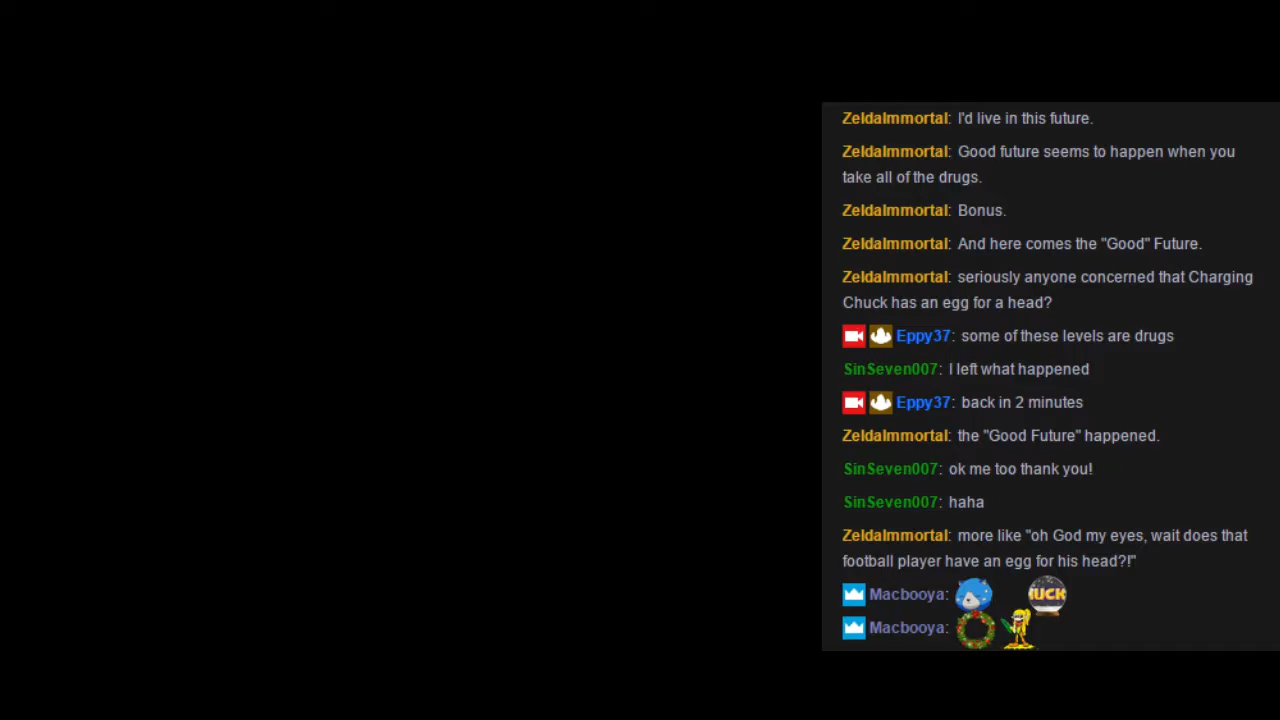 ZeldaImmortal: I'd live in this future.
ZeldaImmortal: Good future seems to happen when you
take all of the drugs.
ZeldaImmortal: Bonus.
ZeldaImmortal: And here comes the "Good" Future.
ZeldaImmortal: seriously anyone concerned that Charging
Chuck has an egg for a head?
Eppy37: some of these levels are drugs
SinSeven007: I left what happened
Eppy37: back in 2 minutes
ZeldaImmortal: the "Good Future" happened.
SinSeven007: ok me too thank you!
SinSeven007: haha
ZeldaImmortal: more like "oh God my eyes, wait does that
football player have an egg for his head?!"
Macbooya: UCK
Macbooya: